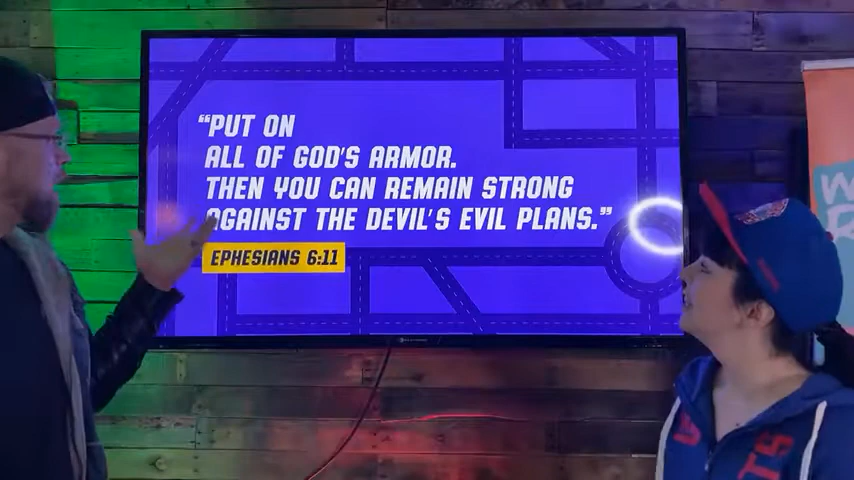 “PUT ON
ALL OF GOD'S ARMOR.
THEN YOU CAN REMAIN STRONG
AGAINST THE DEVIL'S EVIL PLANS.”
EPHESIANS 6:11